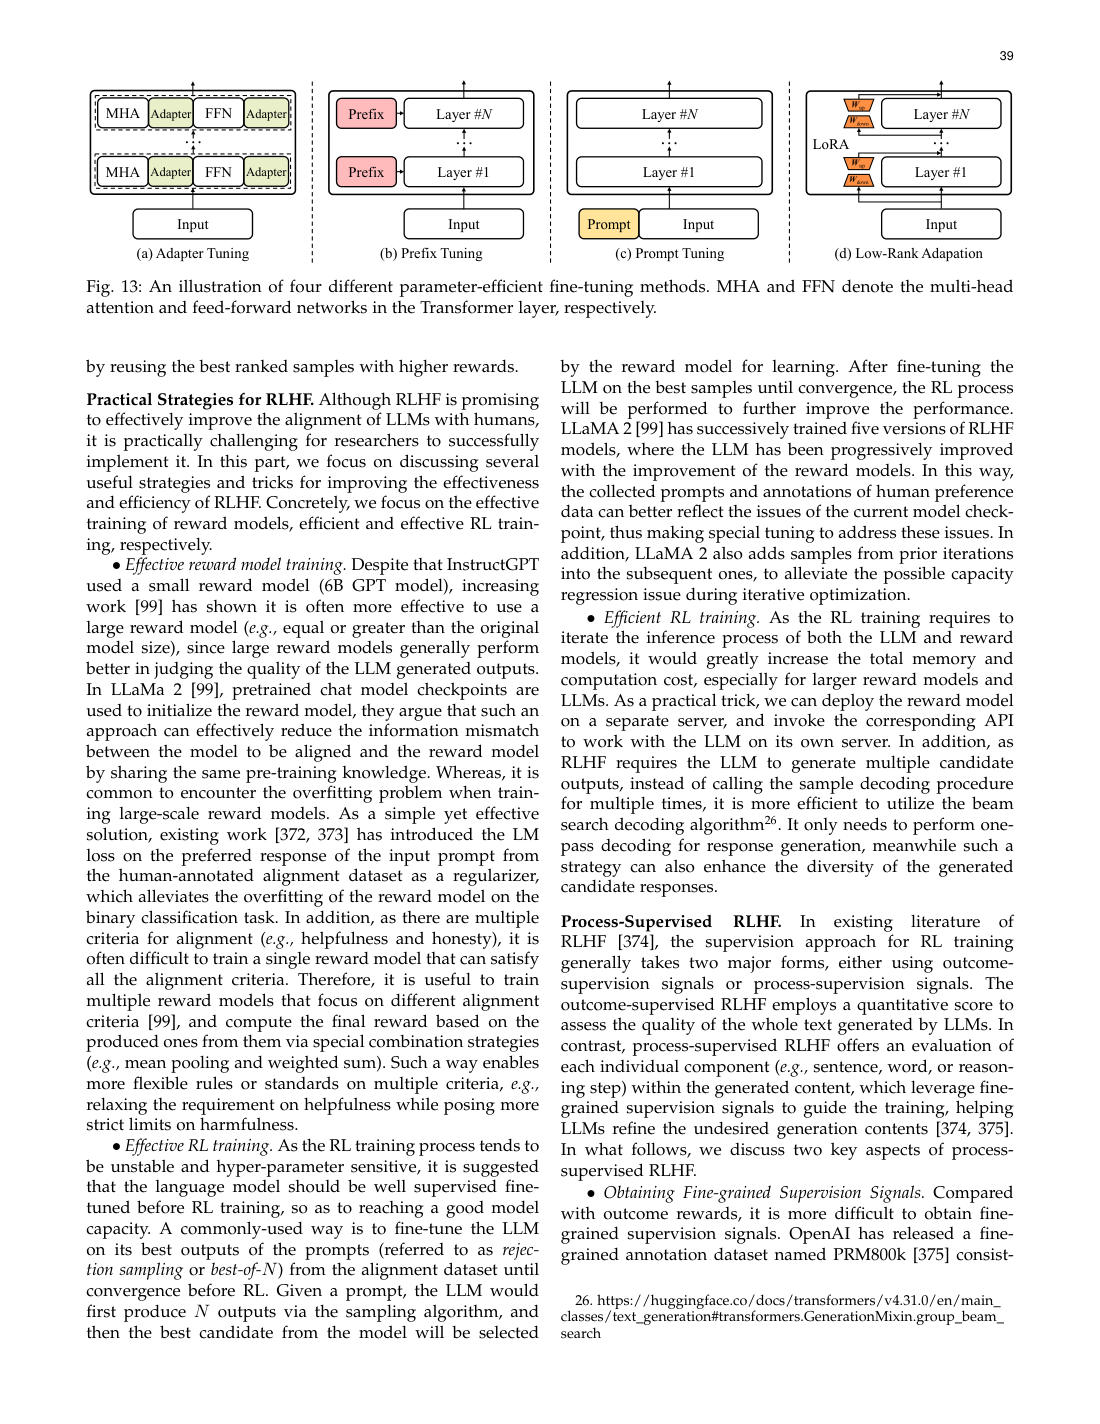 39
MHA Adapter FFN Adapter
...
MHA Adapter FFN Adapter
Input
(a) Adapter Tuning
Prefix Layer #N
...
Prefix Layer #1
Input
(b) Prefix Tuning
Layer #N
...
Layer #1
Prompt Input
(c) Prompt Tuning
Wup Layer #N
Wdown
LoRA ...
Wup Layer #1
Wdown
Input
(d) Low-Rank Adapation
Fig. 13: An illustration of four different parameter-efficient fine-tuning methods. MHA and FFN denote the multi-head
attention and feed-forward networks in the Transformer layer, respectively.
by reusing the best ranked samples with higher rewards.
Practical Strategies for RLHF. Although RLHF is promising
to effectively improve the alignment of LLMs with humans,
it is practically challenging for researchers to successfully
implement it. In this part, we focus on discussing several
useful strategies and tricks for improving the effectiveness
and efficiency of RLHF. Concretely, we focus on the effective
training of reward models, efficient and effective RL train-
ing, respectively.
• Effective reward model training. Despite that InstructGPT
used a small reward model (6B GPT model), increasing
work [99] has shown it is often more effective to use a
large reward model (e.g., equal or greater than the original
model size), since large reward models generally perform
better in judging the quality of the LLM generated outputs.
In LLaMa 2 [99], pretrained chat model checkpoints are
used to initialize the reward model, they argue that such an
approach can effectively reduce the information mismatch
between the model to be aligned and the reward model
by sharing the same pre-training knowledge. Whereas, it is
common to encounter the overfitting problem when train-
ing large-scale reward models. As a simple yet effective
solution, existing work [372, 373] has introduced the LM
loss on the preferred response of the input prompt from
the human-annotated alignment dataset as a regularizer,
which alleviates the overfitting of the reward model on the
binary classification task. In addition, as there are multiple
criteria for alignment (e.g., helpfulness and honesty), it is
often difficult to train a single reward model that can satisfy
all the alignment criteria. Therefore, it is useful to train
multiple reward models that focus on different alignment
criteria [99], and compute the final reward based on the
produced ones from them via special combination strategies
(e.g., mean pooling and weighted sum). Such a way enables
more flexible rules or standards on multiple criteria, e.g.,
relaxing the requirement on helpfulness while posing more
strict limits on harmfulness.
• Effective RL training. As the RL training process tends to
be unstable and hyper-parameter sensitive, it is suggested
that the language model should be well supervised fine-
tuned before RL training, so as to reaching a good model
capacity. A commonly-used way is to fine-tune the LLM
on its best outputs of the prompts (referred to as rejec-
tion sampling or best-of-N) from the alignment dataset until
convergence before RL. Given a prompt, the LLM would
first produce N outputs via the sampling algorithm, and
then the best candidate from the model will be selected
by the reward model for learning. After fine-tuning the
LLM on the best samples until convergence, the RL process
will be performed to further improve the performance.
LLaMA 2 [99] has successively trained five versions of RLHF
models, where the LLM has been progressively improved
with the improvement of the reward models. In this way,
the collected prompts and annotations of human preference
data can better reflect the issues of the current model check-
point, thus making special tuning to address these issues. In
addition, LLaMA 2 also adds samples from prior iterations
into the subsequent ones, to alleviate the possible capacity
regression issue during iterative optimization.
• Efficient RL training. As the RL training requires to
iterate the inference process of both the LLM and reward
models, it would greatly increase the total memory and
computation cost, especially for larger reward models and
LLMs. As a practical trick, we can deploy the reward model
on a separate server, and invoke the corresponding API
to work with the LLM on its own server. In addition, as
RLHF requires the LLM to generate multiple candidate
outputs, instead of calling the sample decoding procedure
for multiple times, it is more efficient to utilize the beam
search decoding algorithm26. It only needs to perform one-
pass decoding for response generation, meanwhile such a
strategy can also enhance the diversity of the generated
candidate responses.
Process-Supervised RLHF. In existing literature of
RLHF [374], the supervision approach for RL training
generally takes two major forms, either using outcome-
supervision signals or process-supervision signals. The
outcome-supervised RLHF employs a quantitative score to
assess the quality of the whole text generated by LLMs. In
contrast, process-supervised RLHF offers an evaluation of
each individual component (e.g., sentence, word, or reason-
ing step) within the generated content, which leverage fine-
grained supervision signals to guide the training, helping
LLMs refine the undesired generation contents [374, 375].
In what follows, we discuss two key aspects of process-
supervised RLHF.
• Obtaining Fine-grained Supervision Signals. Compared
with outcome rewards, it is more difficult to obtain fine-
grained supervision signals. OpenAI has released a fine-
grained annotation dataset named PRM800k [375] consist-
26. https://huggingface.co/docs/transformers/v4.31.0/en/main_
classes/text_generation#transformers.GenerationMixin.group_beam_
search